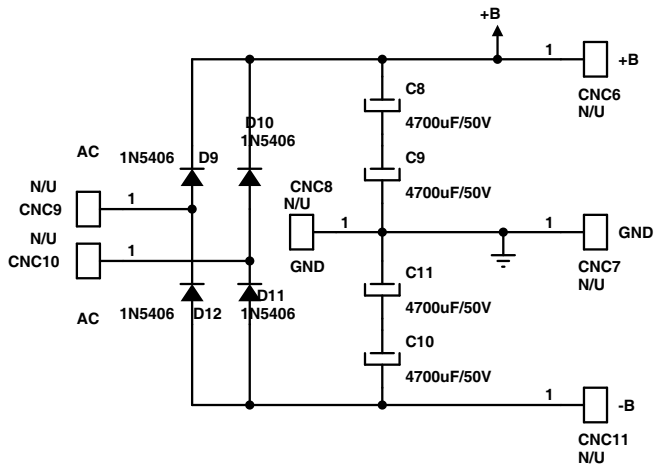 +B
1
+B
CNC6
N/U
C8
4700uF/50V
D10
1N5406
AC
1N5406
D9
C9
4700uF/50V
N/U
CNC9
1
CNC8
N/U
1
GND
1
GND
CNC7
N/U
N/U
CNC10
1
C11
4700uF/50V
AC
1N5406
D12
D11
1N5406
C10
4700uF/50V
1
-B
CNC11
N/U